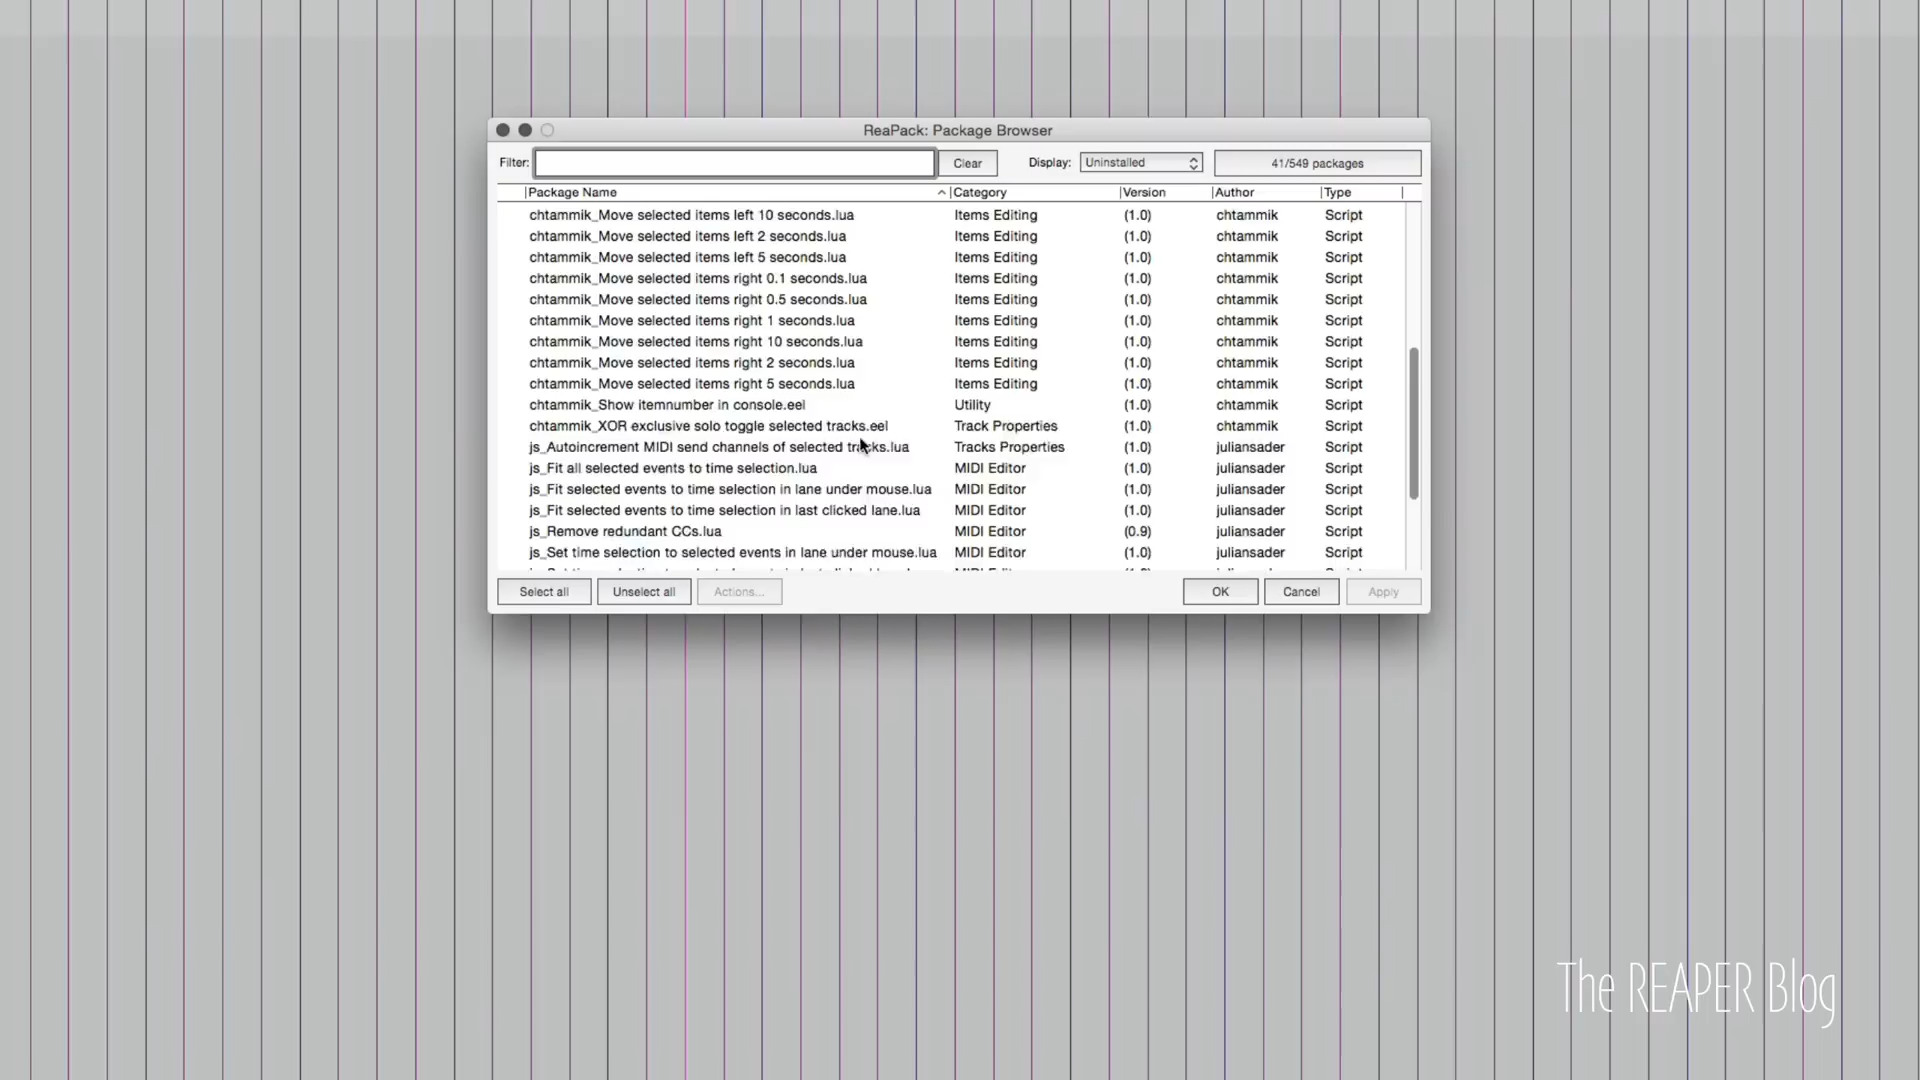 ReaPack: Package Browser
Filter: Clear Display: Uninstalled 41/549 packages
Package Name Category Version Author Type
chtammik_Move selected items left 10 seconds.lua Items Editing (1.0) chtammik Script
chtammik_Move selected items left 2 seconds.lua Items Editing (1.0) chtammik Script
chtammik_Move selected items left 5 seconds.lua Items Editing (1.0) chtammik Script
chtammik_Move selected items right 0.1 seconds.lua Items Editing (1.0) chtammik Script
chtammik_Move selected items right 0.5 seconds.lua Items Editing (1.0) chtammik Script
chtammik_Move selected items right 1 seconds.lua Items Editing (1.0) chtammik Script
chtammik_Move selected items right 10 seconds.lua Items Editing (1.0) chtammik Script
chtammik_Move selected items right 2 seconds.lua Items Editing (1.0) chtammik Script
chtammik_Move selected items right 5 seconds.lua Items Editing (1.0) chtammik Script
chtammik_Show itemnumber in console.eel Utility (1.0) chtammik Script
chtammik_XOR exclusive solo toggle selected tracks.eel Track Properties (1.0) chtammik Script
js_Autoincrement MIDI send channels of selected tracks.lua Tracks Properties (1.0) juliansader Script
js_Fit all selected events to time selection.lua MIDI Editor (1.0) juliansader Script
js_Fit selected events to time selection in lane under mouse.lua MIDI Editor (1.0) juliansader Script
js_Fit selected events to time selection in last clicked lane.lua MIDI Editor (1.0) juliansader Script
js_Remove redundant CCs.lua MIDI Editor (0.9) juliansader Script
js_Set time selection to selected events in lane under mouse.lua MIDI Editor (1.0) juliansader Script
Select all Unselect all Actions... OK Cancel Apply
The REAPER Blog